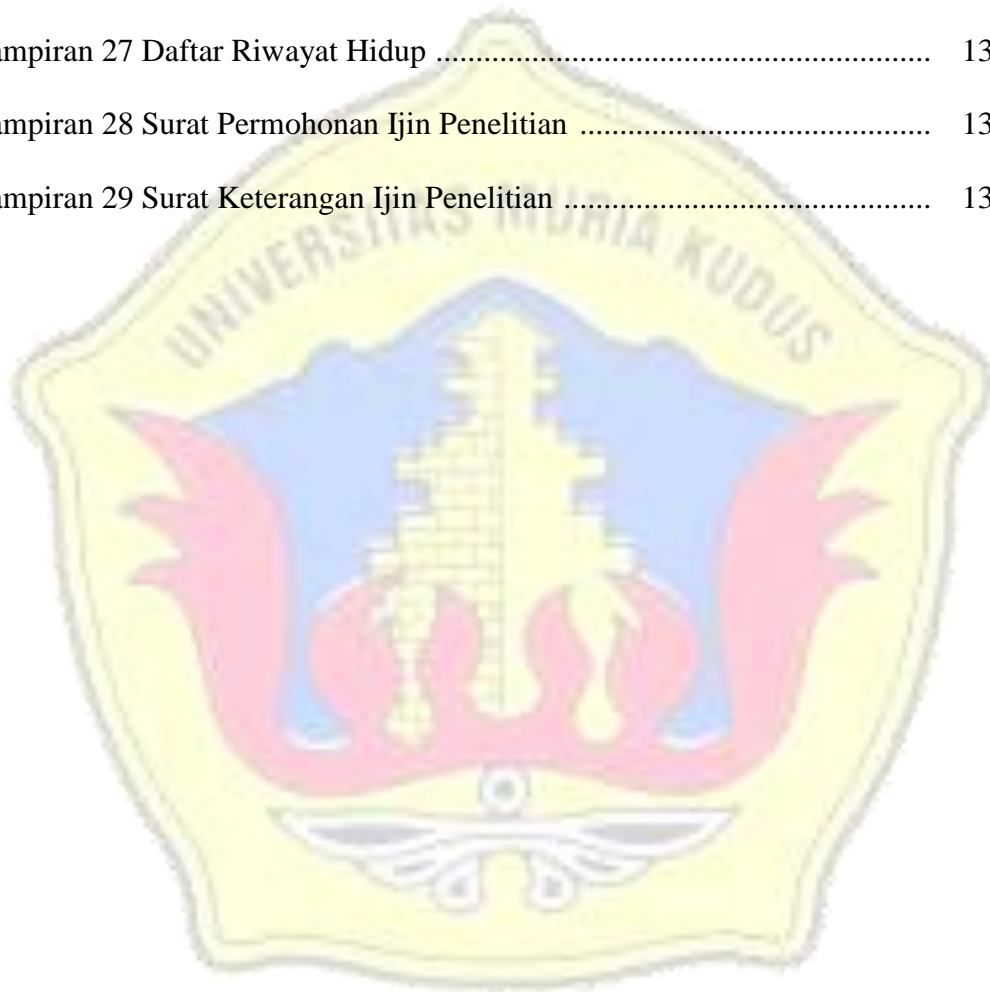 ampiran 27 Daftar Riwayat Hidup ............................................................... 13
ampiran 28 Surat Permohonan Ijin Penelitian ............................................. 13
ampiran 29 Surat Keterangan Ijin Penelitian ............................................... 13
UNIVERSITAS MURIA KUDUS